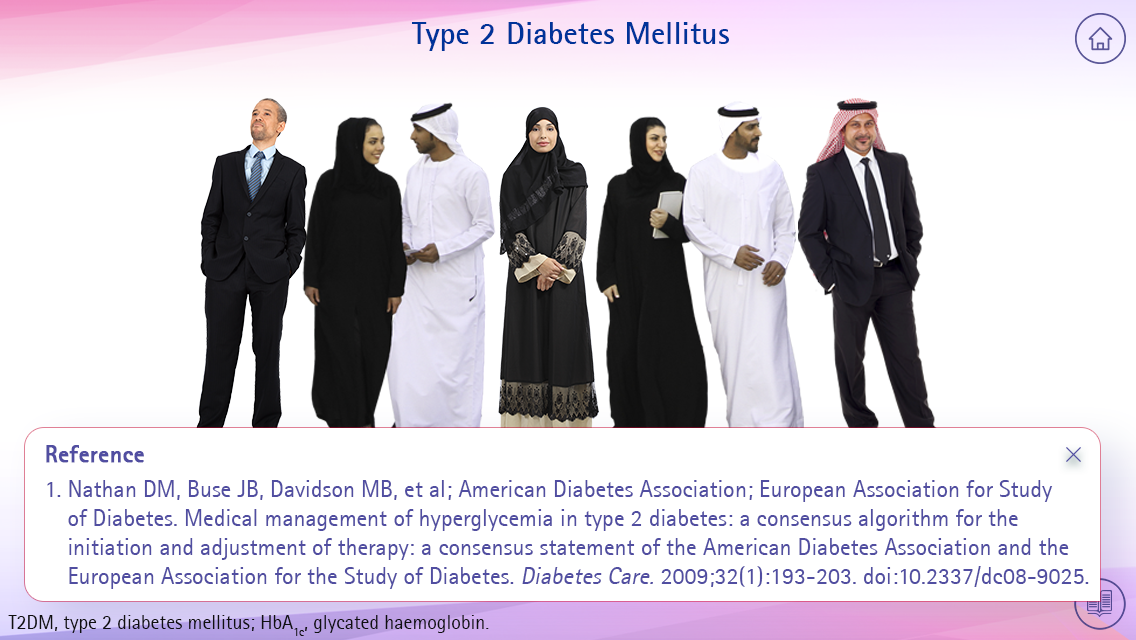 Type 2 Diabetes Mellitus
Reference
1. Nathan DM, Buse JB, Davidson MB, et al; American Diabetes Association; European Association for Study
of Diabetes. Medical management of hyperglycemia in type 2 diabetes: a consensus algorithm for the
initiation and adjustment of therapy: a consensus statement of the American Diabetes Association and the
European Association for the Study of Diabetes. Diabetes Care. 2009;32(1):193-203. doi:10.2337/dc08-9025.
T2DM, type 2 diabetes mellitus; HbA1c, glycated haemoglobin.